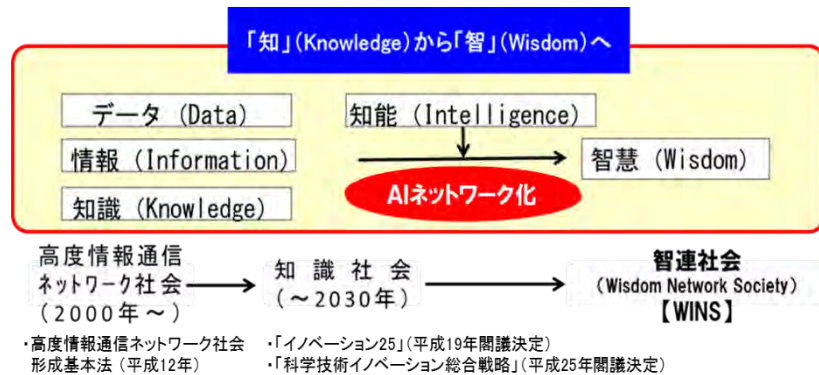 「知」(Knowledge)から「智」(Wisdom)へ
データ (Data)
知能 (Intelligence)
情報 (Information)
智慧 (Wisdom)
AIネットワーク化
知識 (Knowledge)
高度情報通信
ネットワーク社会
(2000年～)
知識社会
(～2030年)
智連社会
(Wisdom Network Society)
【WINS】
・高度情報通信ネットワーク社会
形成基本法 (平成12年)
・「イノベーション25」(平成19年閣議決定)
・「科学技術イノベーション総合戦略」(平成25年閣議決定)